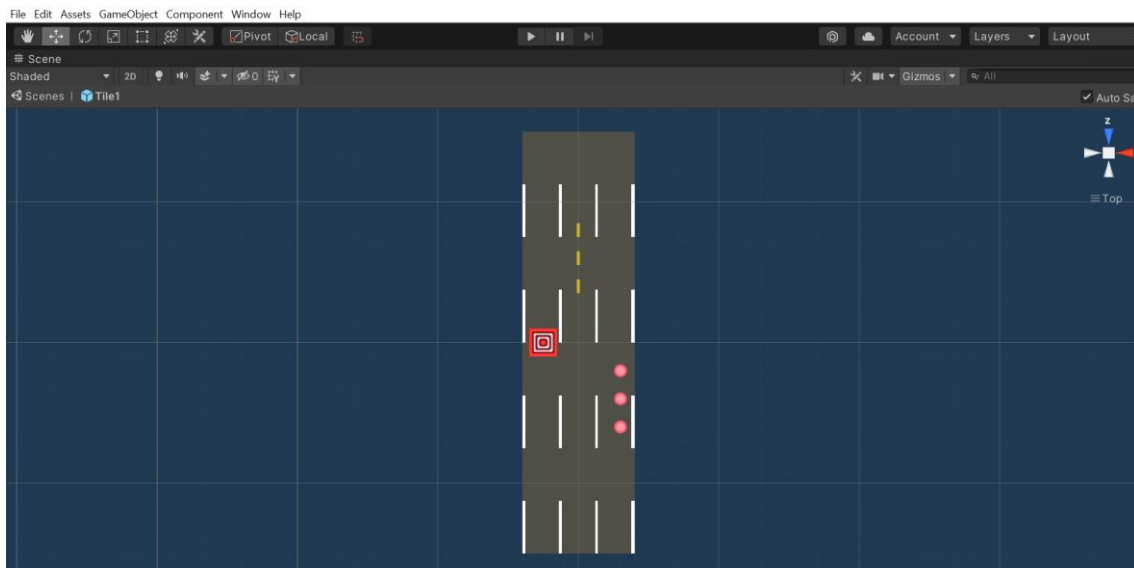 File Edit Assets GameObject Component Window Help
Pivot Local Account Layers Layout
# Scene
Shaded 2D 0 Gizmos All
Scenes | Tile1 Auto Sa
z
Top